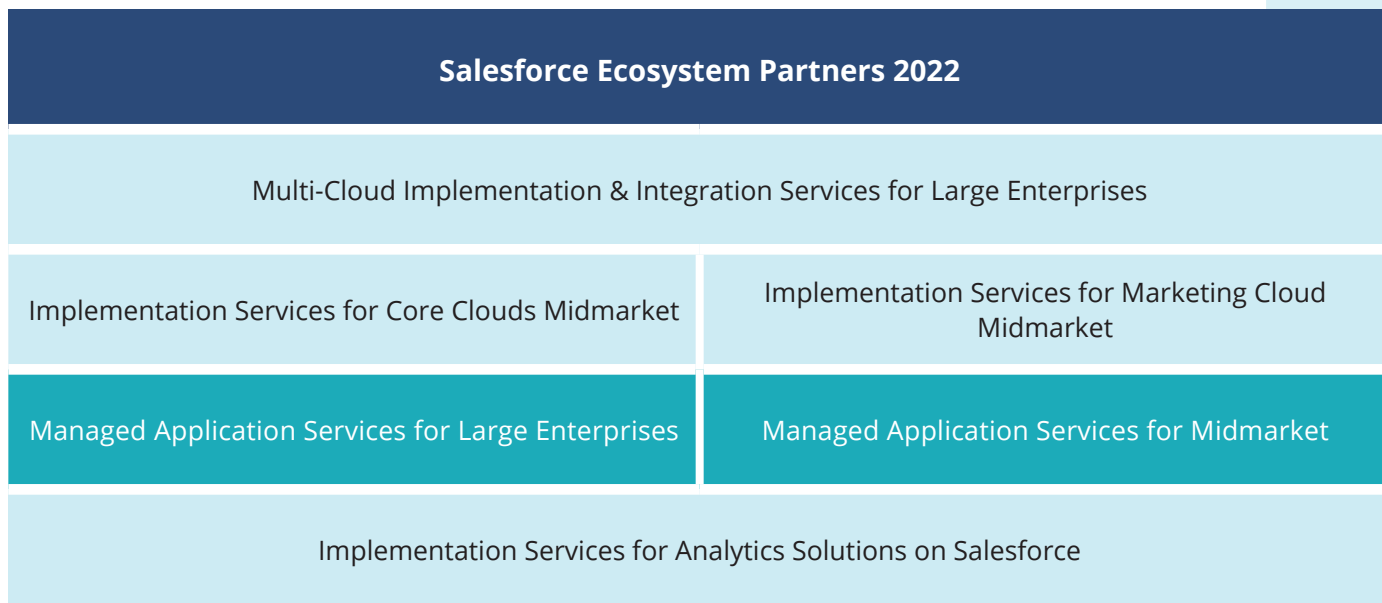 Salesforce Ecosystem Partners 2022
Multi-Cloud Implementation & Integration Services for Large Enterprises
Implementation Services for Core Clouds Midmarket
Implementation Services for Marketing Cloud
Midmarket
Managed Application Services for Large Enterprises
Managed Application Services for Midmarket
Implementation Services for Analytics Solutions on Salesforce